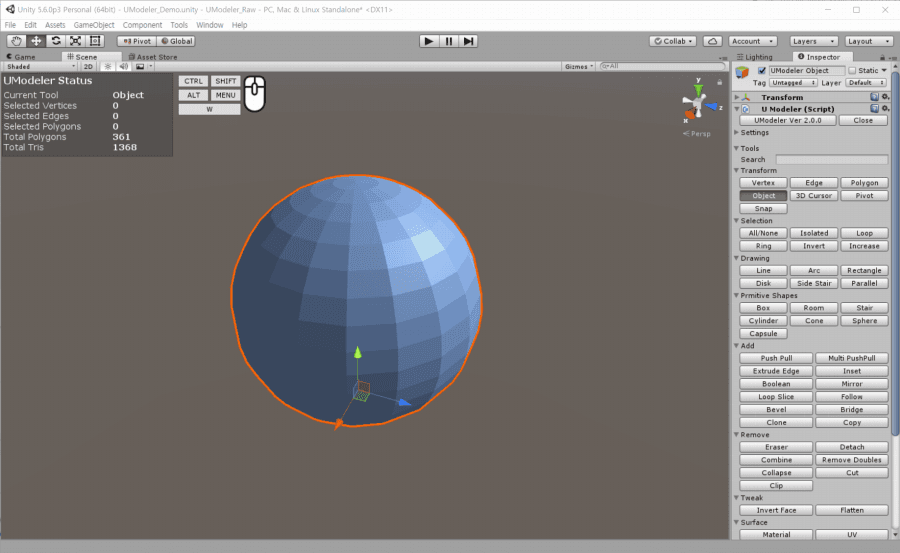 Unity 5.6.0p3 Personal (64bit) - UModeler_Demo.unity - UModeler_Raw - PC, Mac & Linux Standalone* <DX11>
File Edit Assets GameObject Component Tools Window Help
Pivot Global Collab Account Layers Layout
Game Scene Asset Store Lighting Inspector
Shaded 2D Gizmos All
UModeler Status
Current Tool Object
Selected Vertices 0
Selected Edges 0
Selected Polygons 0
Total Polygons 361
Total Tris 1368
CTRL SHIFT
ALT MENU
W
y
z
x
Persp
UModeler Object Static
Tag Untagged Layer Default
Transform
U Modeler (Script)
UModeler Ver 2.0.0 Close
Settings
Tools
Search
Transform
Vertex Edge Polygon
Object 3D Cursor Pivot
Snap
Selection
All/None Isolated Loop
Ring Invert Increase
Drawing
Line Arc Rectangle
Disk Side Stair Parallel
Prmitive Shapes
Box Room Stair
Cylinder Cone Sphere
Capsule
Add
Push Pull Multi PushPull
Extrude Edge Inset
Boolean Mirror
Loop Slice Follow
Bevel Bridge
Clone Copy
Remove
Eraser Detach
Combine Remove Doubles
Collapse Cut
Clip
Tweak
Invert Face Flatten
Surface
Material UV